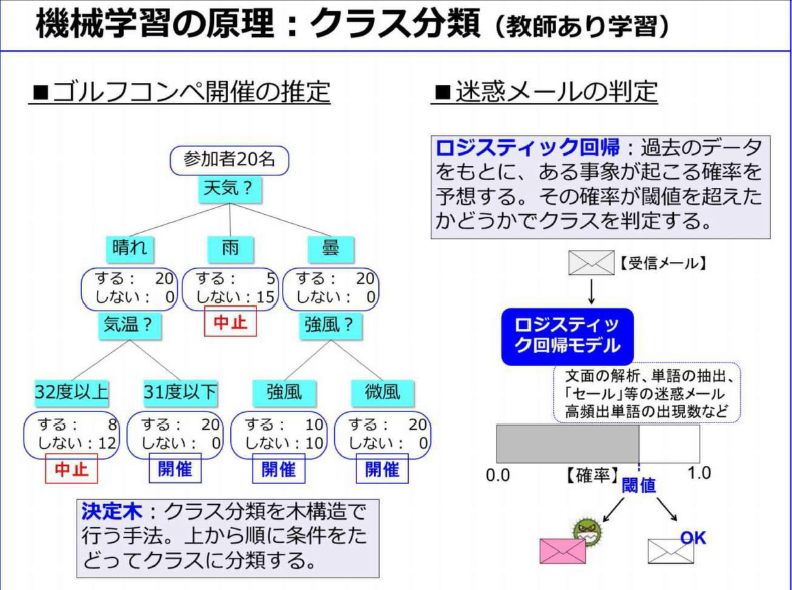 機械学習の原理：クラス分類（教師あり学習）
■ゴルフコンペ開催の推定
参加者20名
天気？
晴れ
雨
曇
する： 20
しない： 0
する： 5
しない：15
する： 20
しない： 0
気温？
中止
強風？
32度以上
31度以下
強風
微風
する： 8
しない：12
する： 20
しない： 0
する： 10
しない：10
する： 20
しない： 0
中止
開催
開催
開催
決定木：クラス分類を木構造で
行う手法。上から順に条件をた
どってクラスに分類する。
■迷惑メールの判定
ロジスティック回帰：過去のデータ
をもとに、ある事象が起こる確率を
予想する。その確率が閾値を超えた
かどうかでクラスを判定する。
【受信メール】
ロジスティッ
ク回帰モデル
文面の解析、単語の抽出、
「セール」等の迷惑メール
高頻出単語の出現数など
0.0 【確率】 1.0
閾値
OK